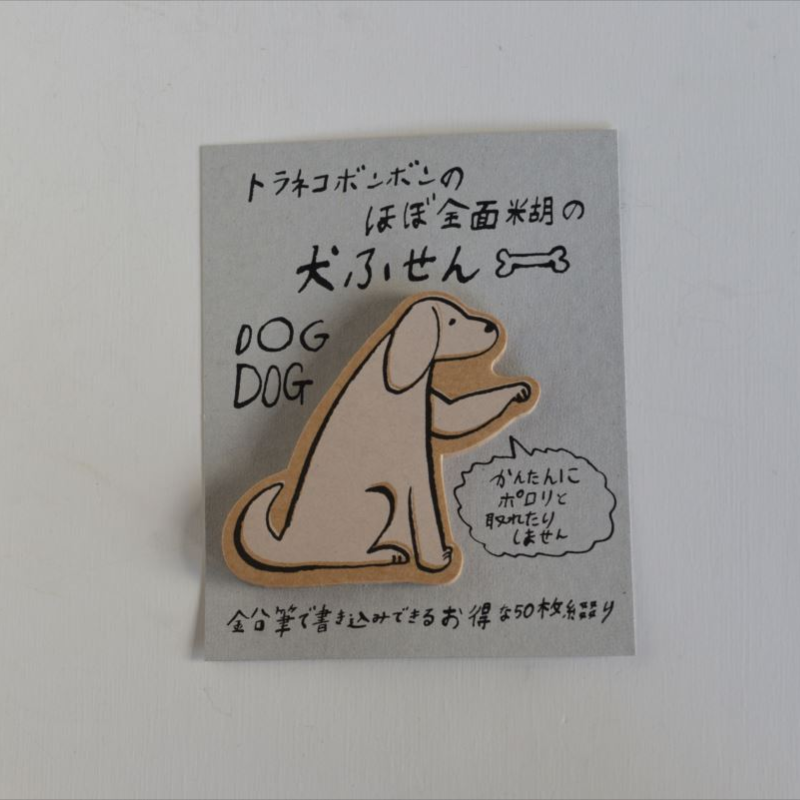 トラネコボンボンの
ほぼ全面糊の
犬ふせん
DOG
DOG
かんたんに
ポロリと
取れたり
しません
鉛筆で書き込みできるお得な50枚綴り